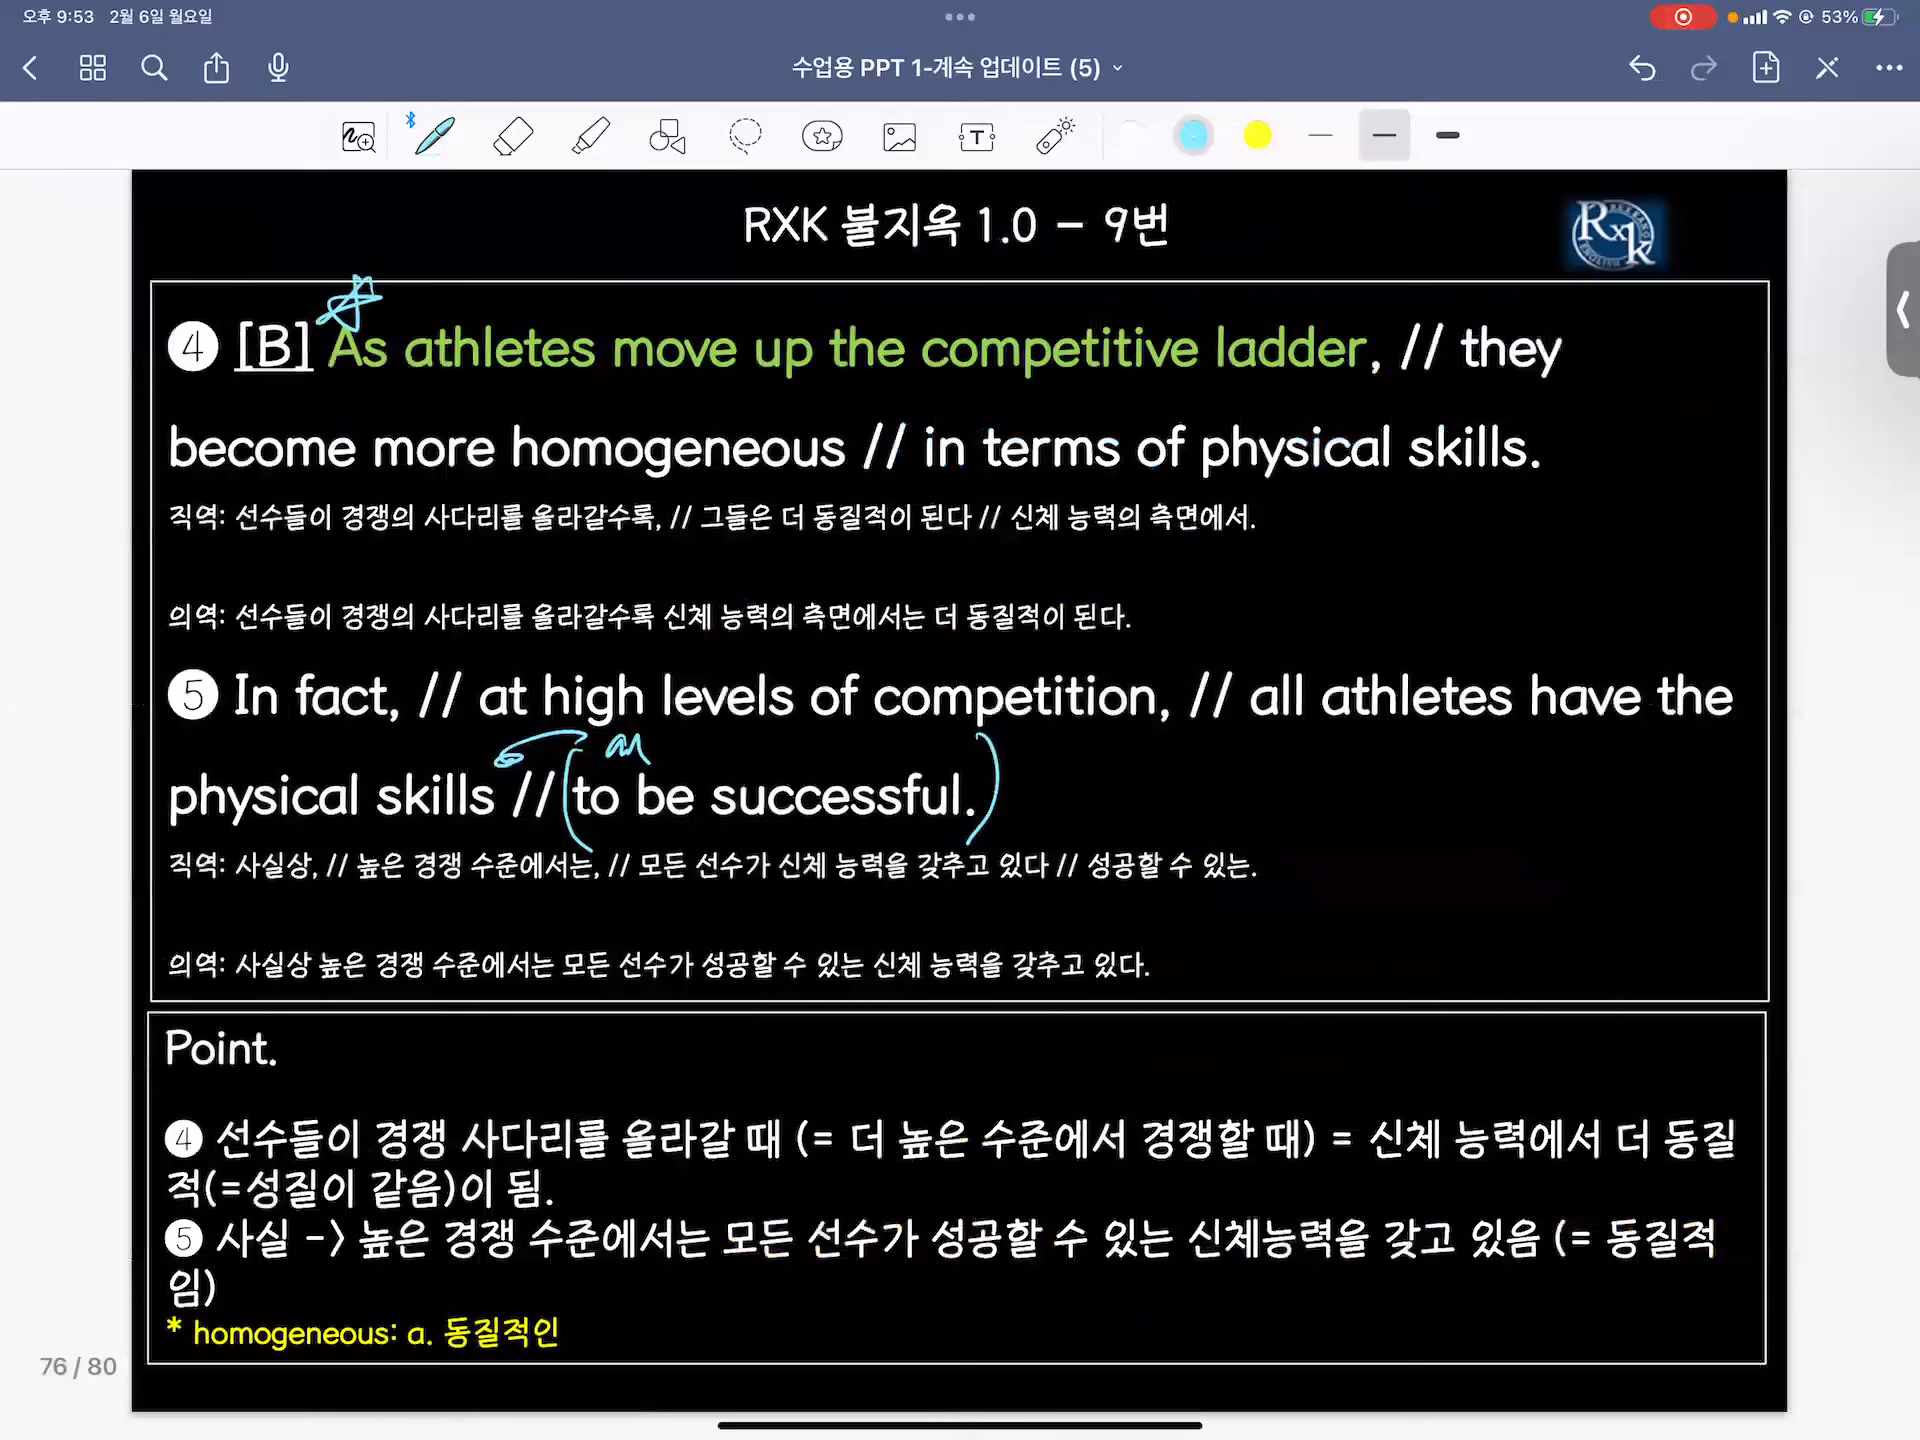 오후 9:53 2월 6일 월요일
53%
수업용 PPT 1-계속 업데이트 (5)
RXK 불지옥 1.0 - 9번
RxK
④ [B] As athletes move up the competitive ladder, // they
become more homogeneous // in terms of physical skills.
직역: 선수들이 경쟁의 사다리를 올라갈수록, // 그들은 더 동질적이 된다 // 신체 능력의 측면에서.
의역: 선수들이 경쟁의 사다리를 올라갈수록 신체 능력의 측면에서는 더 동질적이 된다.
⑤ In fact, // at high levels of competition, // all athletes have the
physical skills // (to be successful.)
직역: 사실상, // 높은 경쟁 수준에서는, // 모든 선수가 신체 능력을 갖추고 있다 // 성공할 수 있는.
의역: 사실상 높은 경쟁 수준에서는 모든 선수가 성공할 수 있는 신체 능력을 갖추고 있다.
Point.
④ 선수들이 경쟁 사다리를 올라갈 때 (= 더 높은 수준에서 경쟁할 때) = 신체 능력에서 더 동질
적(=성질이 같음)이 됨.
⑤ 사실 -> 높은 경쟁 수준에서는 모든 선수가 성공할 수 있는 신체능력을 갖고 있음 (= 동질적
임)
* homogeneous: a. 동질적인
76 / 80